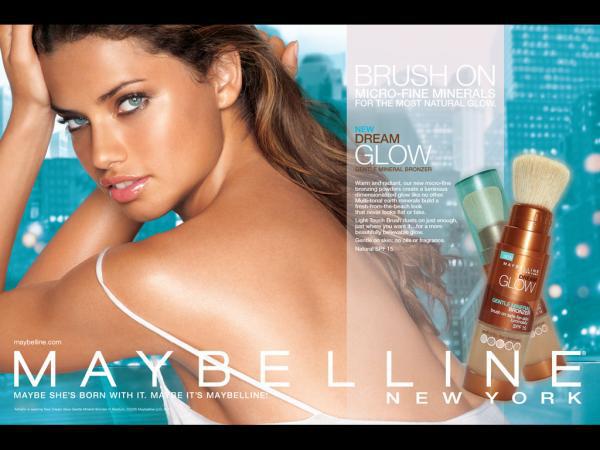 BRUSH ON
MICRO-FINE MINERALS
FOR THE MOST NATURAL GLOW.
NEW
DREAM
GLOW
GENTLE MINERAL BRONZER
Warm and radiant, our new micro-fine
bronzing powders create a luminous
dimensionalized glow like no other.
Multi-tonal earth minerals build a
fresh-from-the-beach look
that never looks flat or fake.
Light Touch Brush dusts on just enough,
just where you want it...for a more
beautifully believable glow.
Gentle on skin; no oils or fragrance.
Natural SPF 15
MAYBELLINE
DREAM
GLOW
GENTLE MINERAL
BRONZER
SPF 15
maybelline.com
MAYBELLINE
NEW YORK
MAYBE SHE'S BORN WITH IT. MAYBE IT'S MAYBELLINE.